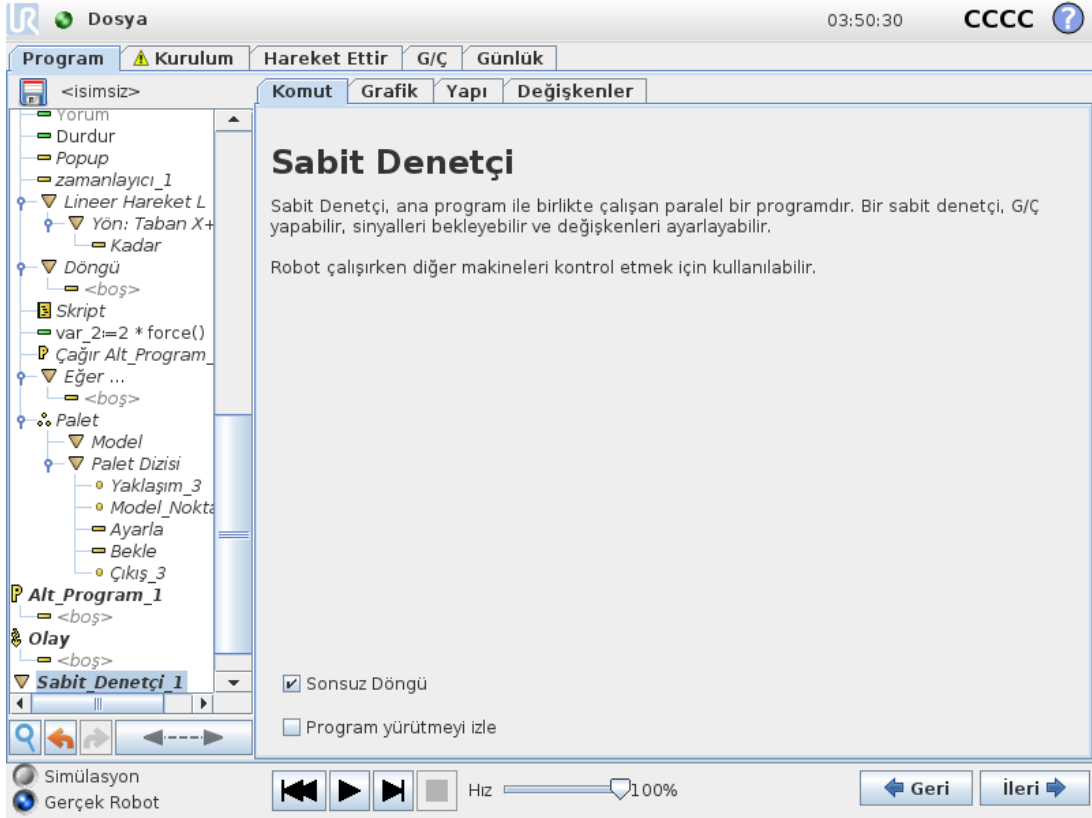 UR Dosya 03:50:30 CCCC ?
Program Kurulum Hareket Ettir G/Ç Günlük
<isimsiz>
Komut Grafik Yapı Değişkenler
Yorum
Durdur
Popup
zamanlayıcı_1
Lineer Hareket L
Yön: Taban X+
Kadar
Döngü
<boş>
Skript
var_2:=2 * force()
Çağır Alt_Program_
Eğer ...
<boş>
Palet
Model
Palet Dizisi
Yaklaşım_3
Model_Nokta
Ayarla
Bekle
Çıkış_3
Alt_Program_1
<boş>
Olay
<boş>
Sabit_Denetçi_1
Sabit Denetçi
Sabit Denetçi, ana program ile birlikte çalışan paralel bir programdır. Bir sabit denetçi, G/Ç
yapabilir, sinyalleri bekleyebilir ve değişkenleri ayarlayabilir.
Robot çalışırken diğer makineleri kontrol etmek için kullanılabilir.
Sonsuz Döngü
Program yürütmeyi izle
Simülasyon
Gerçek Robot
Hız 100%
Geri İleri